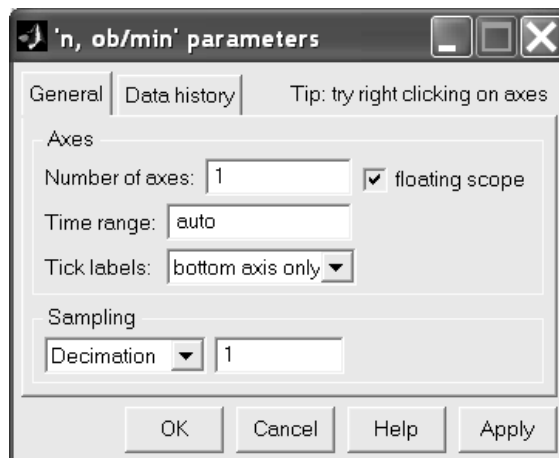 'n, ob/min' parameters
General Data history Tip: try right clicking on axes
Axes
Number of axes: 1 floating scope
Time range: auto
Tick labels: bottom axis only
Sampling
Decimation 1
OK Cancel Help Apply